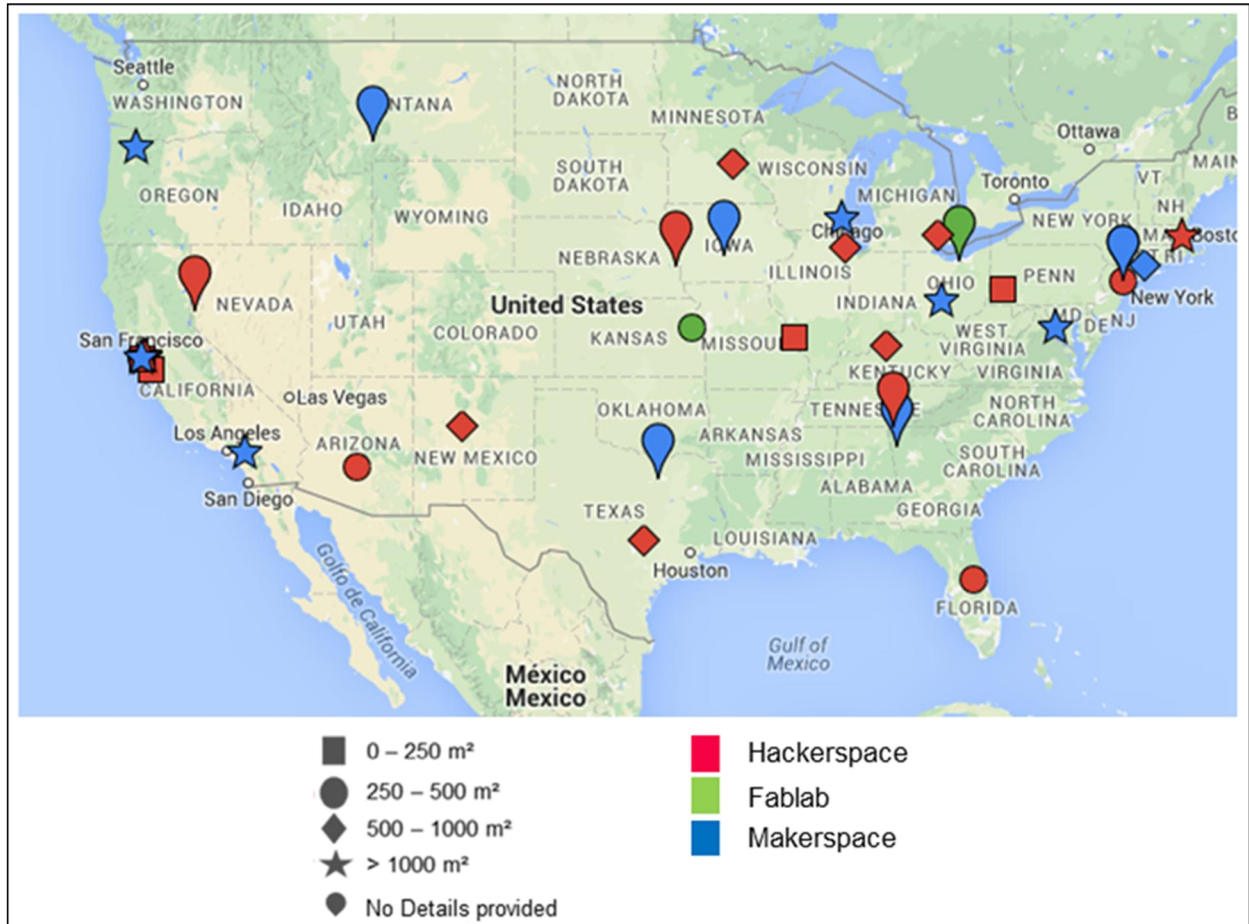 Seattle
WASHINGTON
NTANA
NORTH
DAKOTA
MINNESOTA
Ottawa
MAIN
SOUTH
DAKOTA
WISCONSIN
MICHIGAN
Toronto
VT
NH
OREGON
IDAHO
WYOMING
NEW YORK
MA
Bosto
RI
Chicago
IOWA
NEBRASKA
ILLINOIS
INDIANA
OHIO
PENN
New York
NEVADA
United States
UTAH
COLORADO
KANSAS
MISSOU
WEST
VIRGINIA
MD
DE
NJ
San Francisco
CALIFORNIA
KENTUCKY
VIRGINIA
Las Vegas
OKLAHOMA
TENNES
E
NORTH
CAROLINA
Los Angeles
ARIZONA
NEW MEXICO
ARKANSAS
MISSISSIPPI
SOUTH
CAROLINA
San Diego
ALABAMA
TEXAS
GEORGIA
LOUISIANA
Houston
Golfo de California
FLORIDA
Gulf of
Mexico
México
Mexico
0 – 250 m²
250 – 500 m²
500 – 1000 m²
> 1000 m²
No Details provided
Hackerspace
Fablab
Makerspace